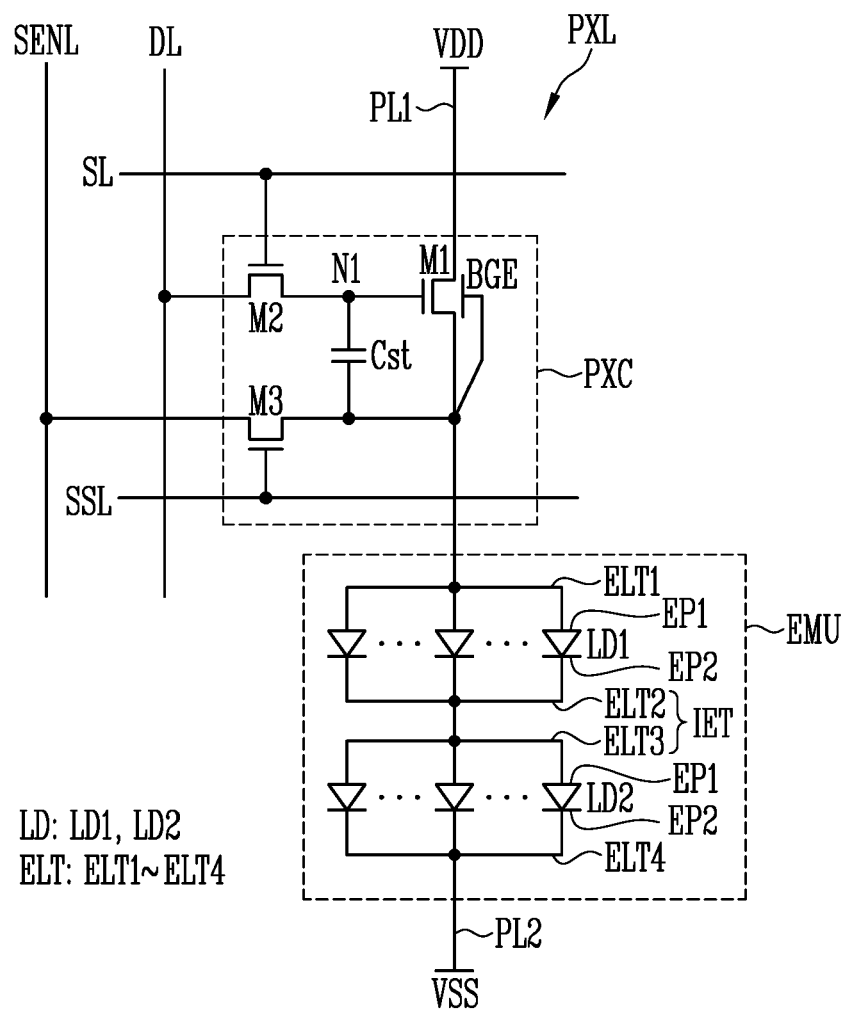 PXL
SENL
DL
VDD
PL1
SL
N1
M1
BGE
M2
Cst
PXC
M3
SSL
ELT1
EP1
LD1
EMU
EP2
ELT2
IET
ELT3
EP1
LD2
EP2
ELT4
LD: LD1, LD2
ELT: ELT1~ELT4
PL2
VSS